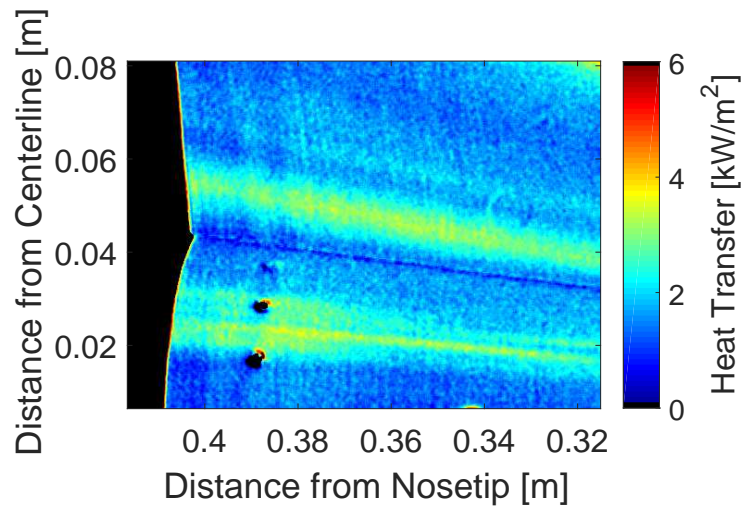 Distance from Centerline [m]
0.08
0.06
0.04
0.02
0.4 0.38 0.36 0.34 0.32
Distance from Nosetip [m]
6
4
2
0
Heat Transfer [kW/m²]